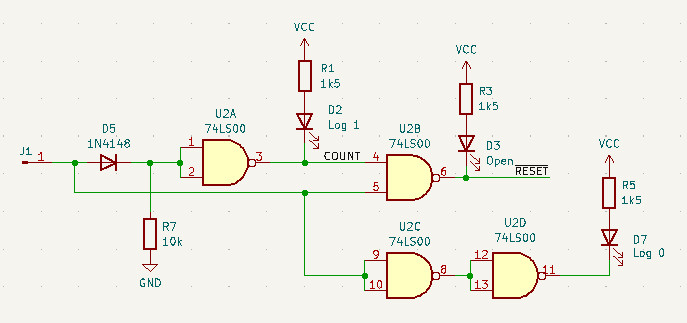 VCC
R1
1k5
D2
Log 1
VCC
R3
1k5
D3
Open
J1
1
D5
1N4148
R7
10k
GND
U2A
74LS00
1
2
3
COUNT
U2B
74LS00
4
5
6
RESET
U2C
74LS00
9
10
8
U2D
74LS00
12
13
11
VCC
R5
1k5
D7
Log 0